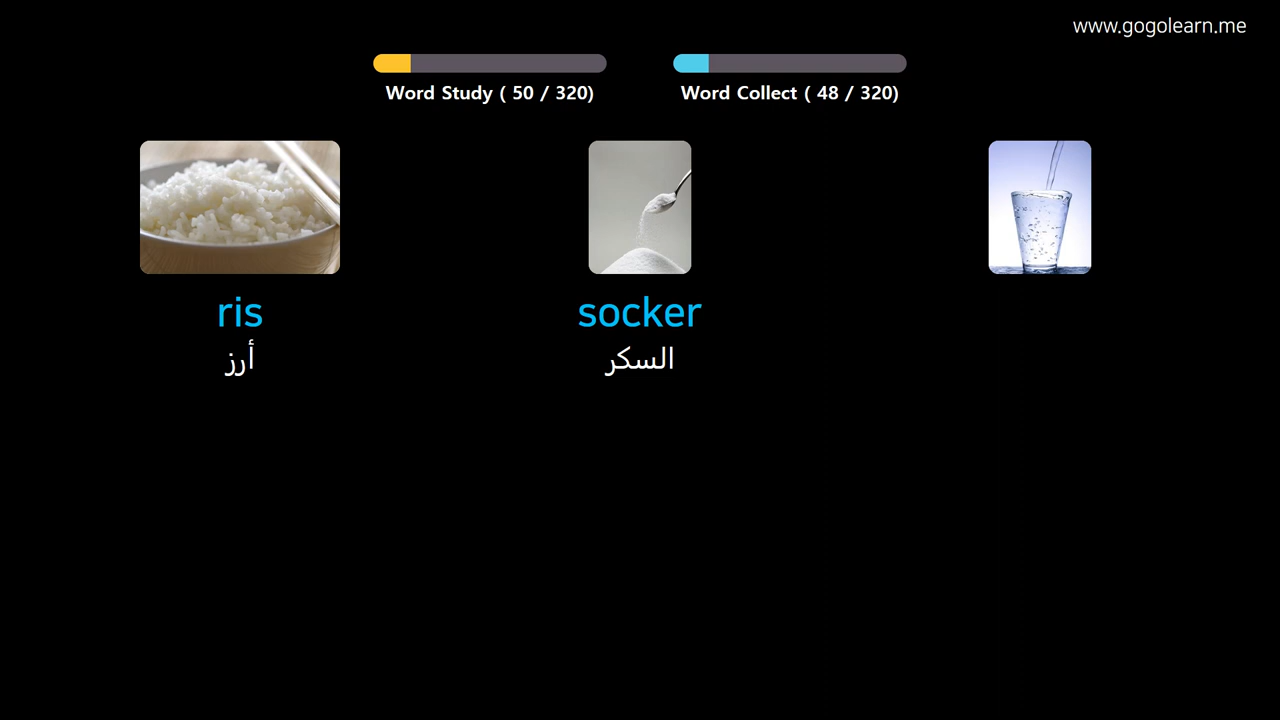 www.gogolearn.me
Word Study ( 50 / 320)
Word Collect ( 48 / 320)
ris
أرز
socker
السكر